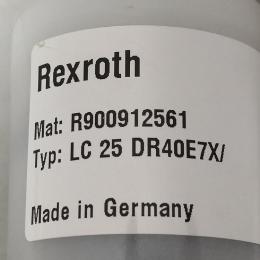 Rexroth
Mat: R900912561
Typ: LC 25 DR40E7X/
Made in Germany